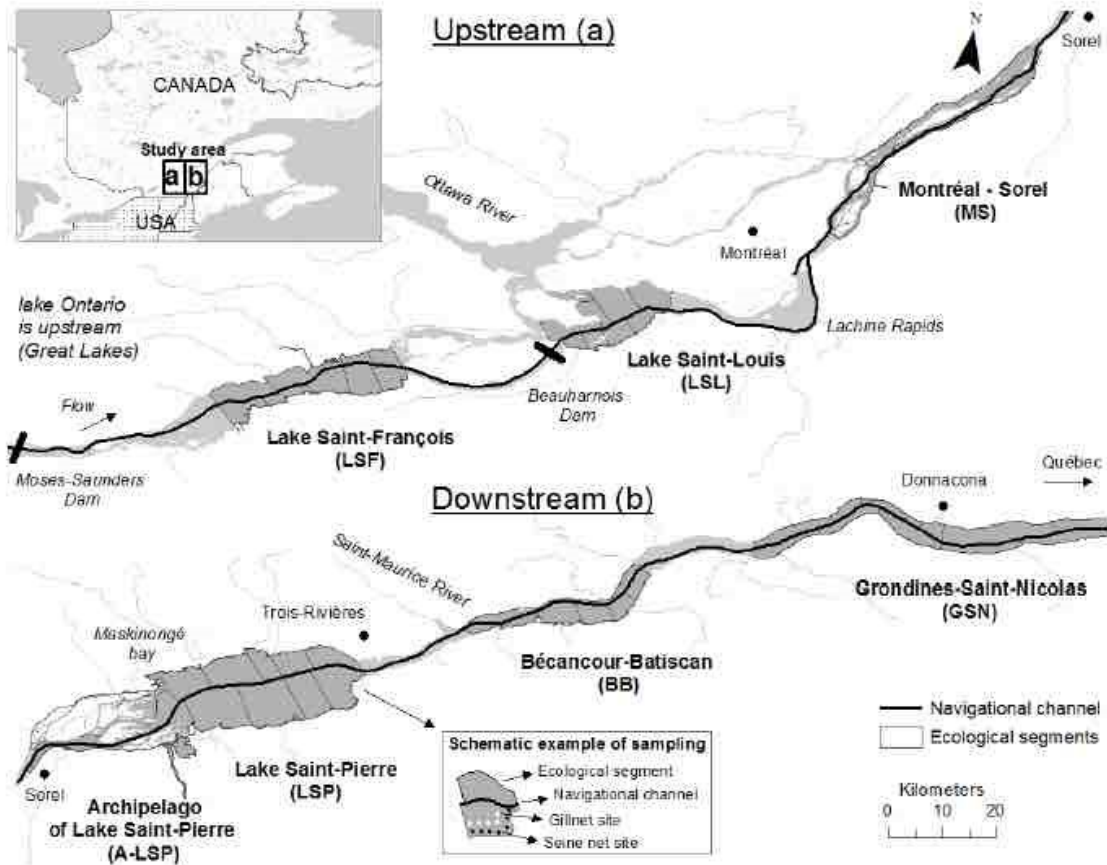 Upstream (a)
N
Sorel
CANADA
Study area
a b
USA
Ottawa River
Montréal - Sorel
(MS)
Montréal
lake Ontario
is upstream
(Great Lakes)
Lachine Rapids
Lake Saint-Louis
(LSL)
Beauharnois
Dam
Flow
Lake Saint-François
(LSF)
Moses-Saunders
Dam
Downstream (b)
Québec
Donnacona
Saint-Maurice River
Trois-Rivières
Grondines-Saint-Nicolas
(GSN)
Maskinongé
bay
Bécancour-Batiscan
(BB)
Navigational channel
Ecological segments
Schematic example of sampling
Ecological segment
Navigational channel
Gillnet site
Seine net site
Lake Saint-Pierre
(LSP)
Sorel
Archipelago
of Lake Saint-Pierre
(A-LSP)
Kilometers
0 10 20